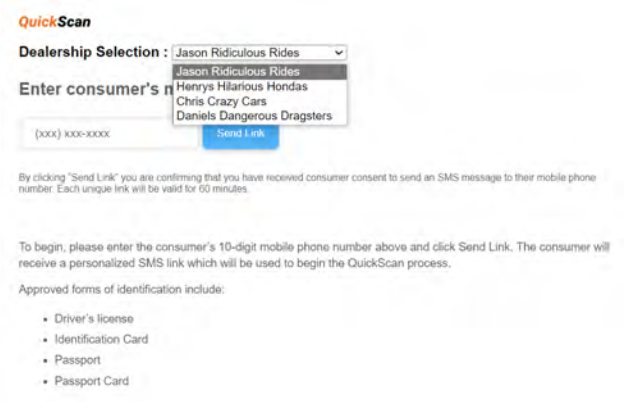 QuickScan
Dealership Selection : Jason Ridiculous Rides
Jason Ridiculous Rides
Henrys Hilarious Hondas
Chris Crazy Cars
Daniels Dangerous Dragsters
Enter consumer's
(xxx) xxx-xxxx
Send Link
By clicking "Send Link" you are confirming that you have received consumer consent to send an SMS message to their mobile phone
number. Each unique link will be valid for 60 minutes.
To begin, please enter the consumer's 10-digit mobile phone number above and click Send Link. The consumer will
receive a personalized SMS link which will be used to begin the QuickScan process.
Approved forms of identification include:
• Driver's license
• Identification Card
• Passport
• Passport Card